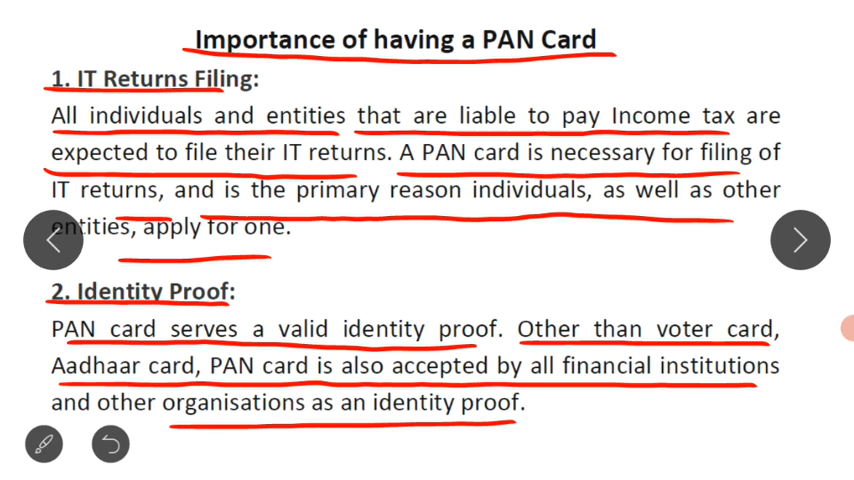 Importance of having a PAN Card
1. IT Returns Filing:
All individuals and entities that are liable to pay Income tax are
expected to file their IT returns. A PAN card is necessary for filing of
IT returns, and is the primary reason individuals, as well as other
entities, apply for one.
2. Identity Proof:
PAN card serves a valid identity proof. Other than voter card,
Aadhaar card, PAN card is also accepted by all financial institutions
and other organisations as an identity proof.